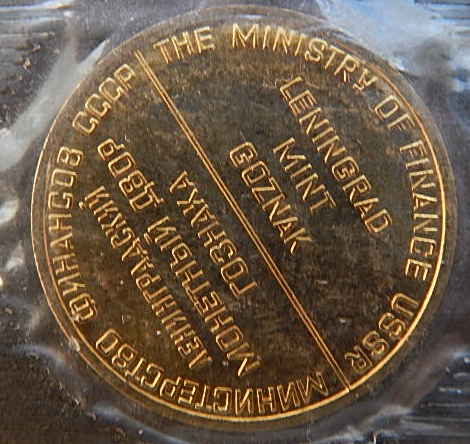 THE MINISTRY OF FINANCE USSR
LENINGRAD
MINT
GOZNAK
МИНИСТЕРСТВО ФИНАНСОВ СССР
ЛЕНИНГРАДСКИЙ
МОНЕТНЫЙ ДВОР
ГОЗНАКА